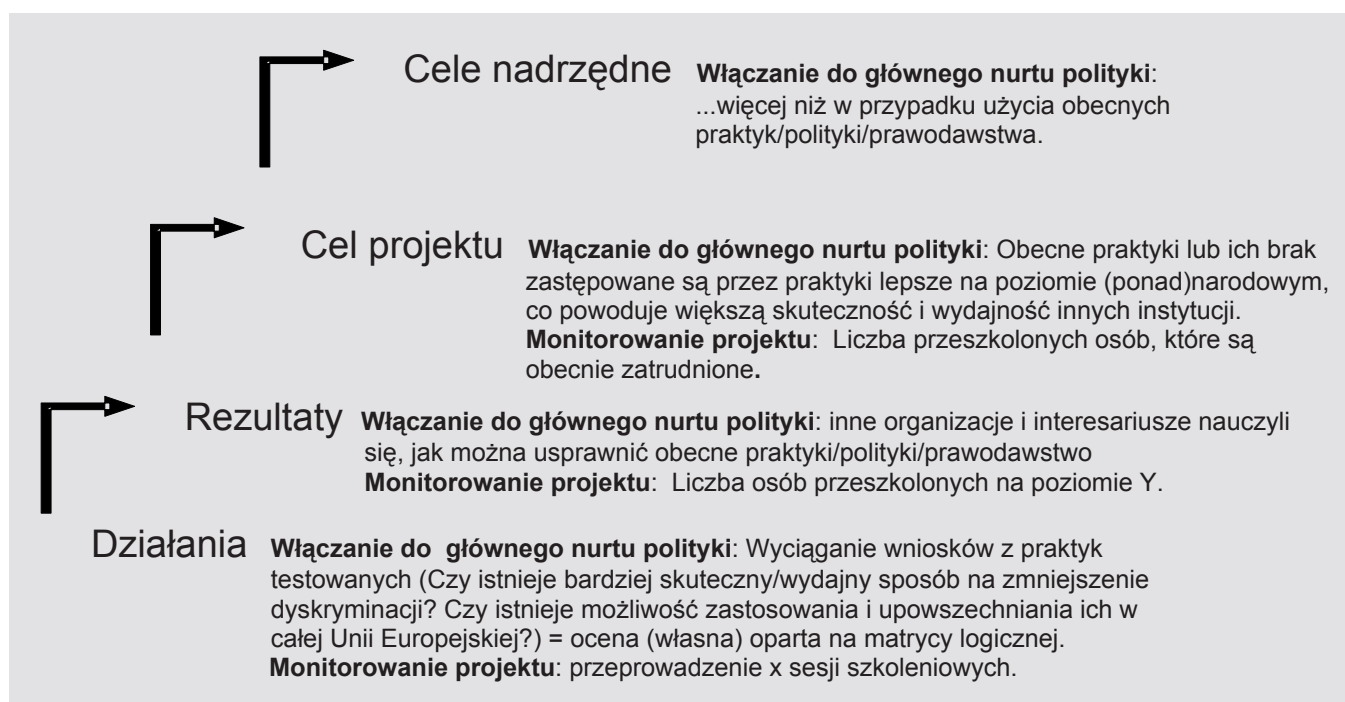 Cele nadrzędne Włączanie do głównego nurtu polityki:
...więcej niż w przypadku użycia obecnych
praktyk/polityki/prawodawstwa.
Cel projektu Włączanie do głównego nurtu polityki: Obecne praktyki lub ich brak
zastępowane są przez praktyki lepsze na poziomie (ponad)narodowym,
co powoduje większą skuteczność i wydajność innych instytucji.
Monitorowanie projektu: Liczba przeszkolonych osób, które są
obecnie zatrudnione.
Rezultaty Włączanie do głównego nurtu polityki: inne organizacje i interesariusze nauczyli
się, jak można usprawnić obecne praktyki/polityki/prawodawstwo
Monitorowanie projektu: Liczba osób przeszkolonych na poziomie Y.
Działania Włączanie do głównego nurtu polityki: Wyciąganie wniosków z praktyk
testowanych (Czy istnieje bardziej skuteczny/wydajny sposób na zmniejszenie
dyskryminacji? Czy istnieje możliwość zastosowania i upowszechniania ich w
całej Unii Europejskiej?) = ocena (własna) oparta na matrycy logicznej.
Monitorowanie projektu: przeprowadzenie x sesji szkoleniowych.